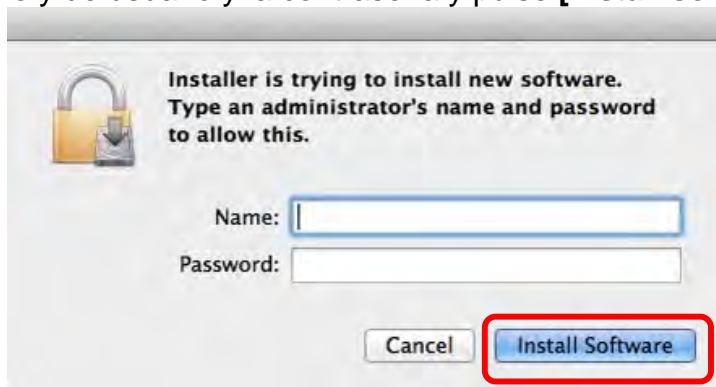 Installer is trying to install new software.
Type an administrator's name and password
to allow this.
Name:
Password:
Cancel Install Software